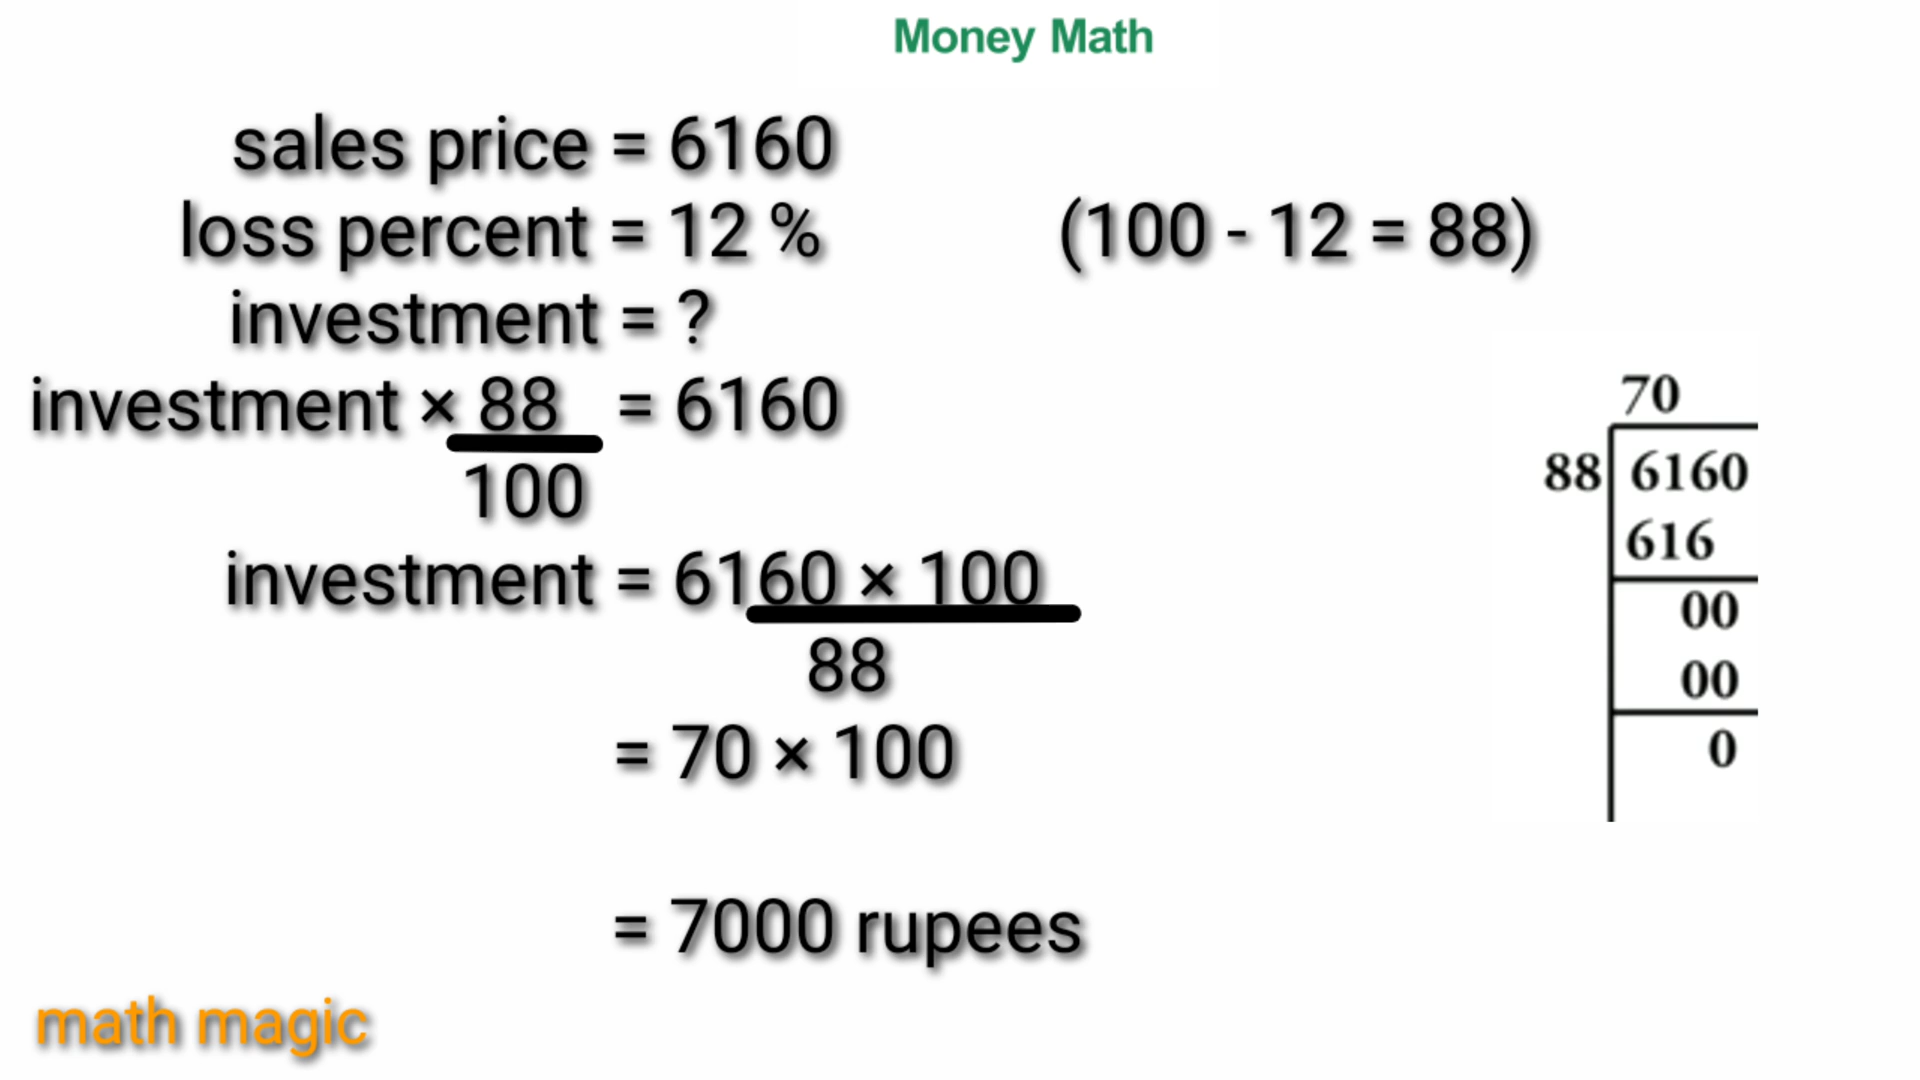 Money Math
sales price = 6160
loss percent = 12 % (100 - 12 = 88)
investment = ?
investment × 88 = 6160
100
investment = 6160 × 100
88
= 70 × 100
= 7000 rupees
70
88 6160
616
00
00
0
math magic